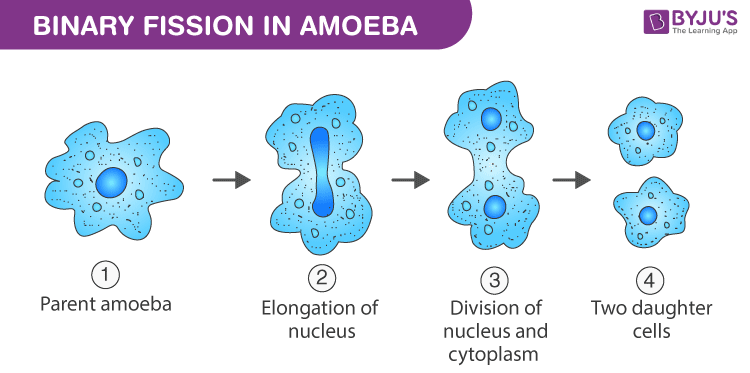 BINARY FISSION IN AMOEBA
BYJU'S
The Learning App
1
Parent amoeba
2
Elongation of
nucleus
3
Division of
nucleus and
cytoplasm
4
Two daughter
cells